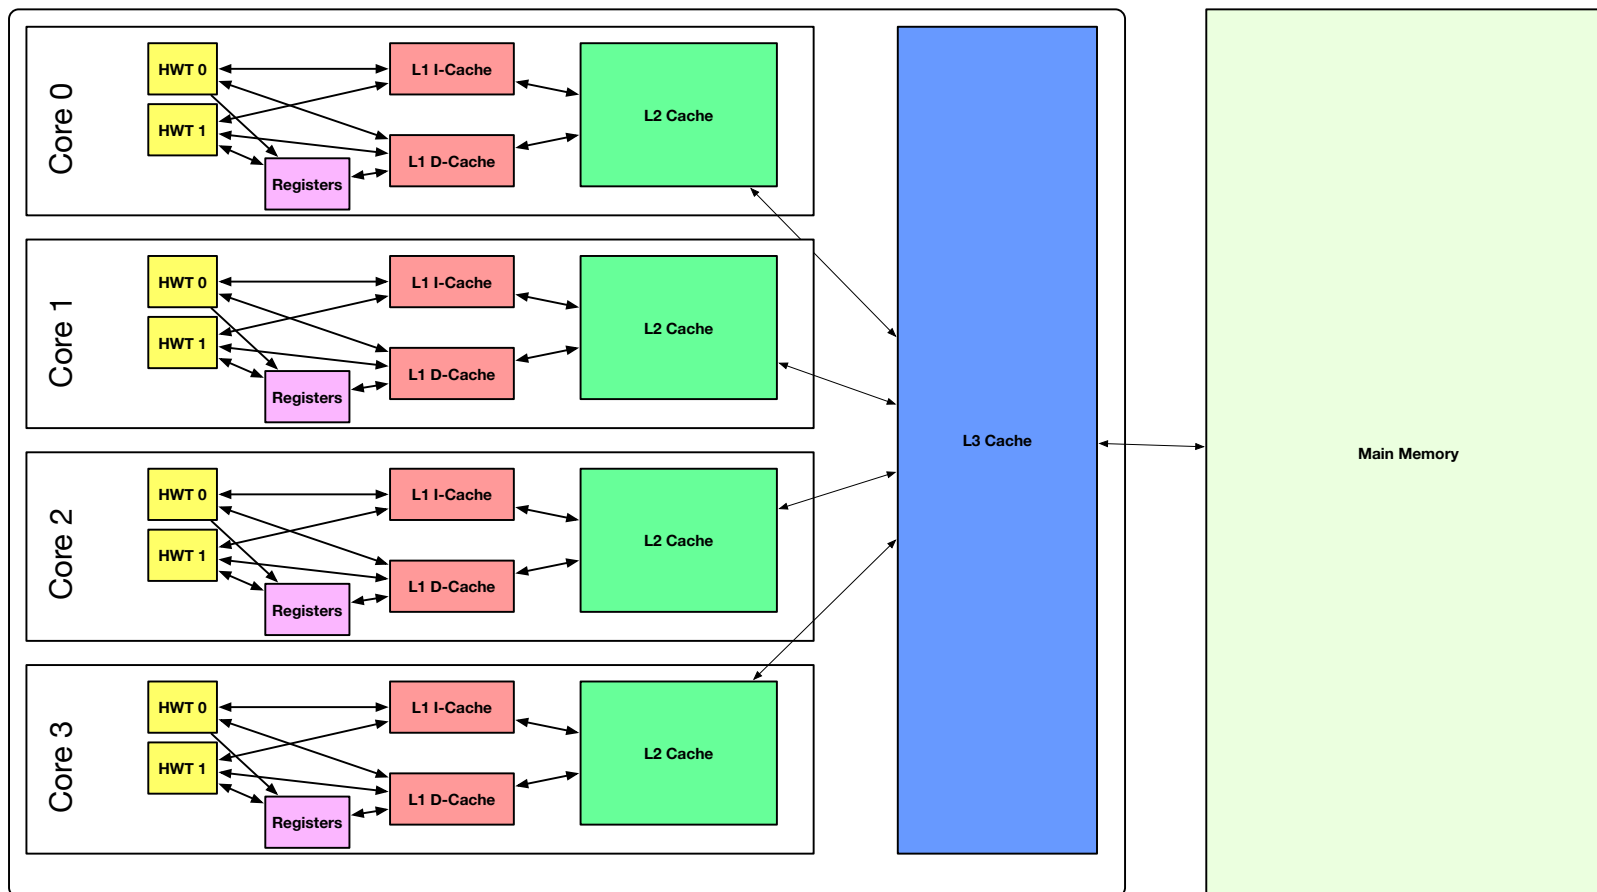 Core 0
HWT 0
HWT 1
Registers
L1 I-Cache
L1 D-Cache
L2 Cache
Core 1
HWT 0
HWT 1
Registers
L1 I-Cache
L1 D-Cache
L2 Cache
Core 2
HWT 0
HWT 1
Registers
L1 I-Cache
L1 D-Cache
L2 Cache
Core 3
HWT 0
HWT 1
Registers
L1 I-Cache
L1 D-Cache
L2 Cache
L3 Cache
Main Memory